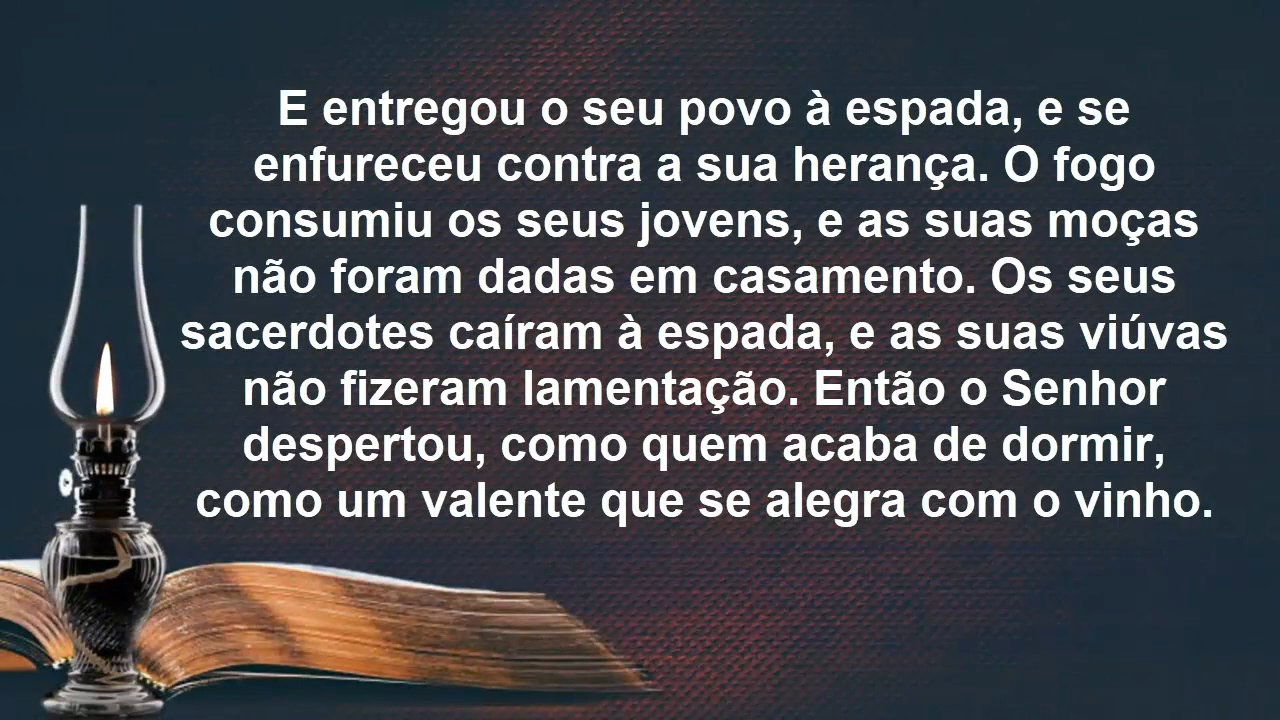 E entregou o seu povo à espada, e se
enfureceu contra a sua herança. O fogo
consumiu os seus jovens, e as suas moças
não foram dadas em casamento. Os seus
sacerdotes caíram à espada, e as suas viúvas
não fizeram lamentação. Então o Senhor
despertou, como quem acaba de dormir,
como um valente que se alegra com o vinho.